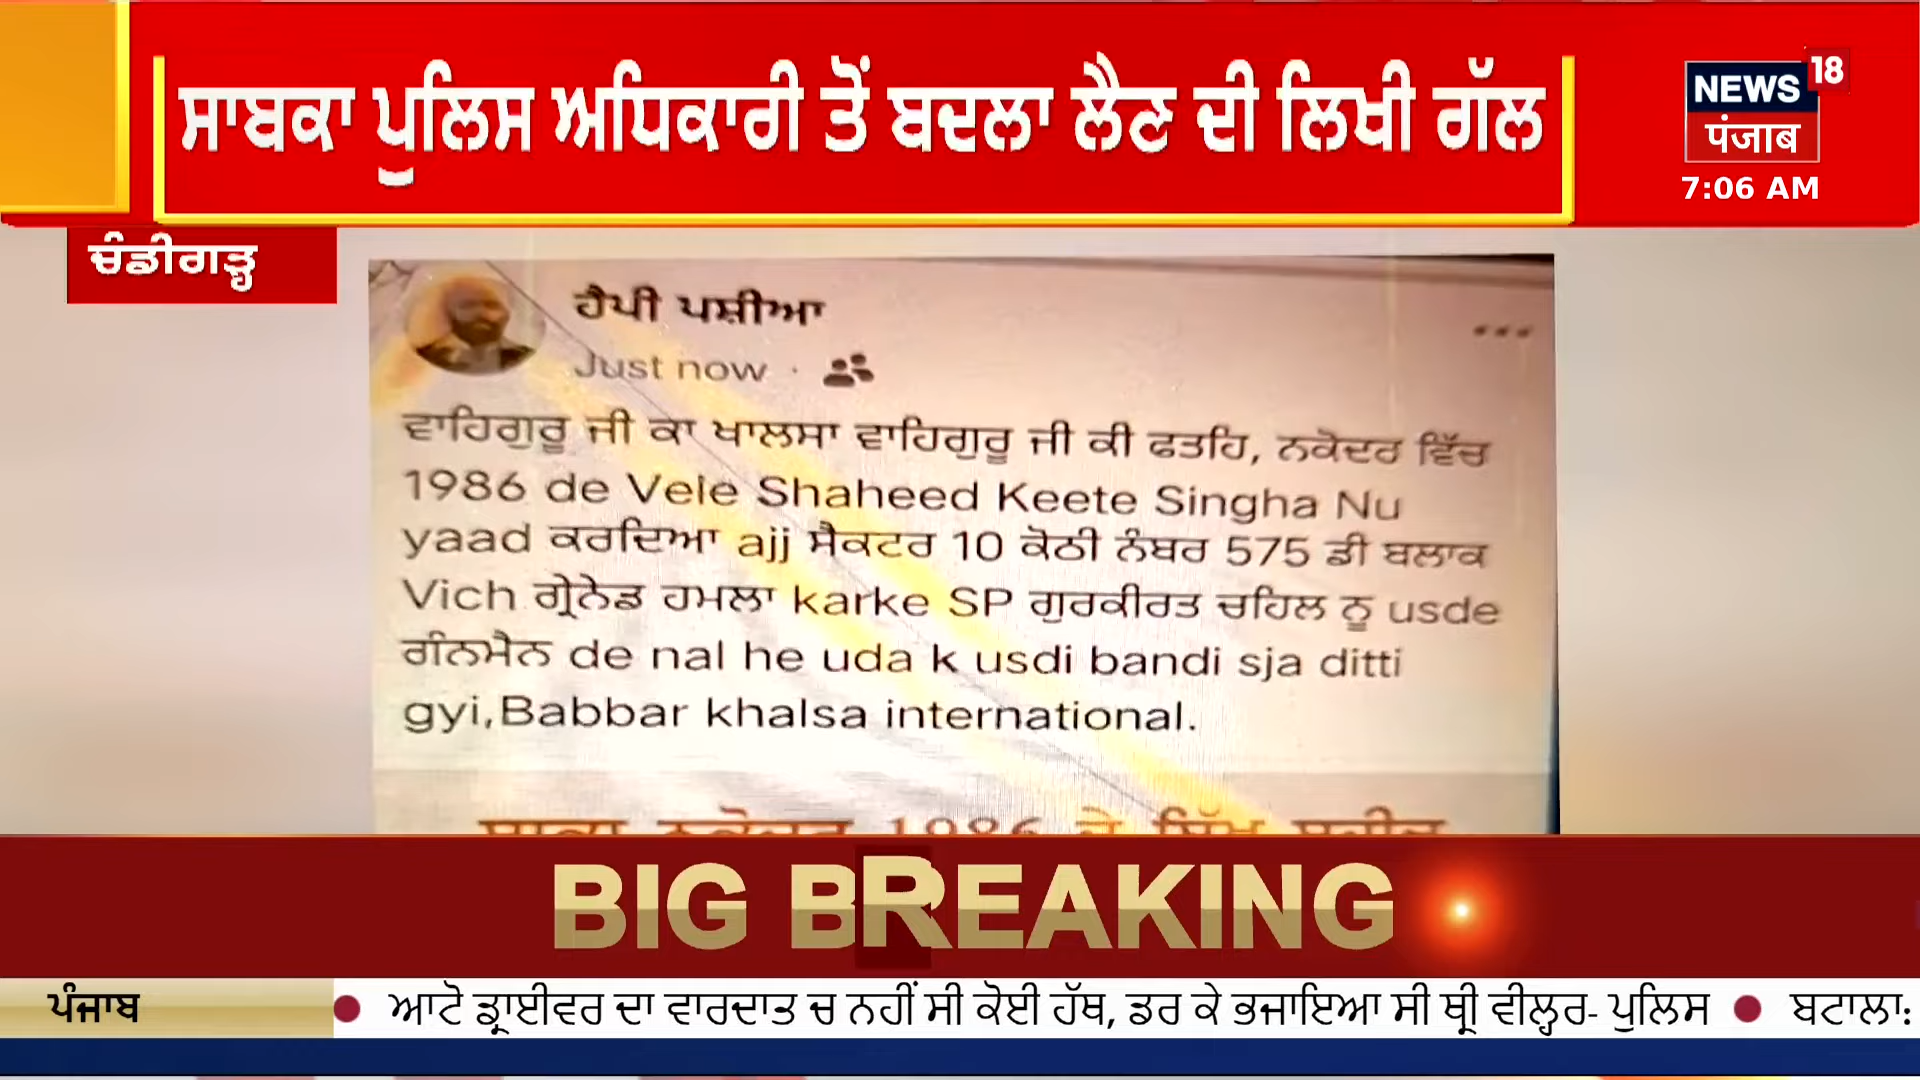 ਸਾਬਕਾ ਪੁਲਿਸ ਅਧਿਕਾਰੀ ਤੋਂ ਬਦਲਾ ਲੈਣ ਦੀ ਲਿਖੀ ਗੱਲ
NEWS 18
ਪੰਜਾਬ
7:06 AM
ਚੰਡੀਗੜ੍ਹ
ਹੈਪੀ ਪਸ਼ੀਆ
Just now ·
ਵਾਹਿਗੁਰੂ ਜੀ ਕਾ ਖਾਲਸਾ ਵਾਹਿਗੁਰੂ ਜੀ ਕੀ ਫਤਹਿ, ਨਕੋਦਰ ਵਿੱਚ
1986 de Vele Shaheed Keete Singha Nu
yaad ਕਰਦਿਆ ajj ਸੈਕਟਰ 10 ਕੋਠੀ ਨੰਬਰ 575 ਡੀ ਬਲਾਕ
Vich ਗ੍ਰੇਨੇਡ ਹਮਲਾ karke SP ਗੁਰਕੀਰਤ ਚਹਿਲ ਨੂੰ usde
ਗੰਨਮੈਨ de nal he uda k usdi bandi sja ditti
gyi,Babbar khalsa international.
1986
BIG BREAKING
ਪੰਜਾਬ
ਆਟੋ ਡ੍ਰਾਈਵਰ ਦਾ ਵਾਰਦਾਤ ਚ ਨਹੀਂ ਸੀ ਕੋਈ ਹੱਥ, ਡਰ ਕੇ ਭਜਾਇਆ ਸੀ ਥ੍ਰੀ ਵੀਲ੍ਹਰ- ਪੁਲਿਸ
ਬਟਾਲਾ: